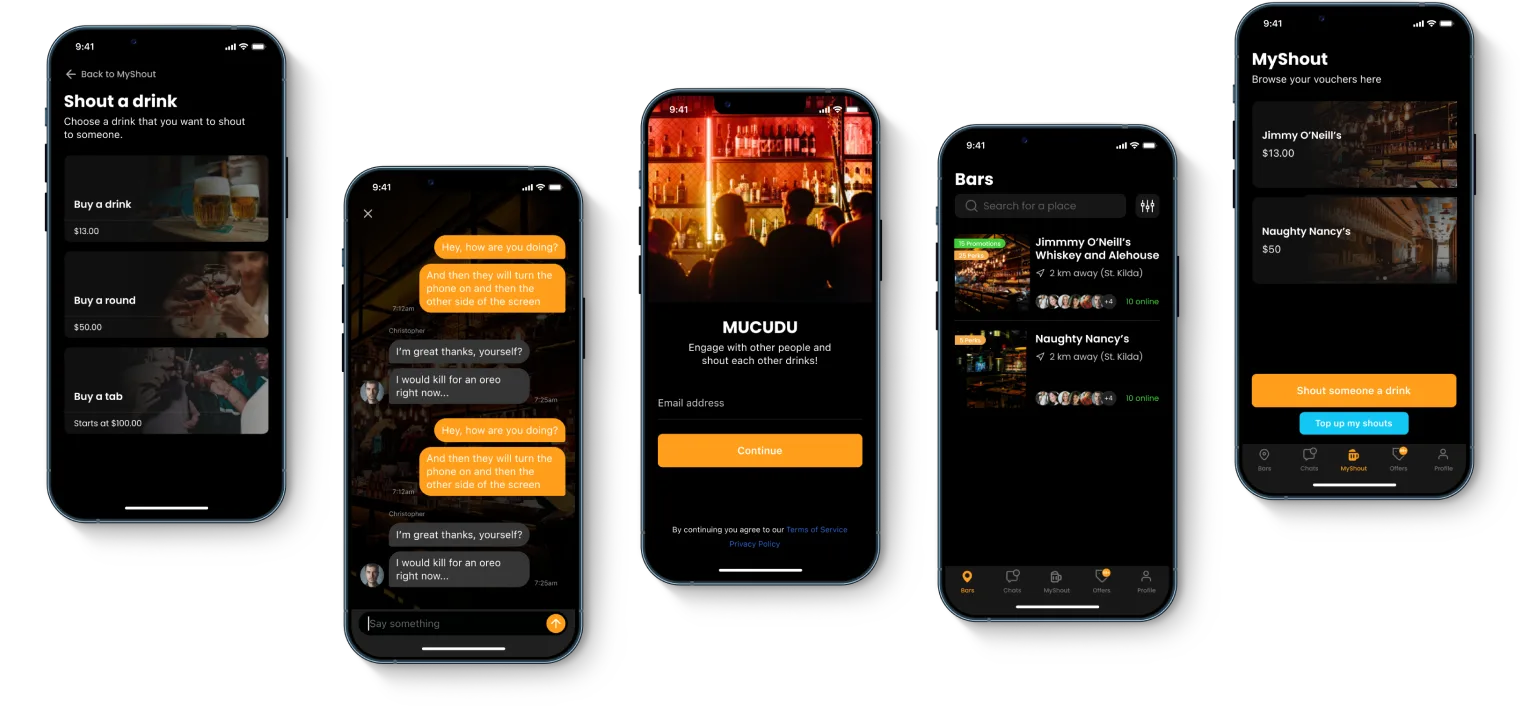 9:41
Back to MyShout
Shout a drink
Choose a drink that you want to shout
to someone.
Buy a drink
$13.00
Buy a round
$50.00
Buy a tab
Starts at $100.00
9:41
Hey, how are you doing?
And then they will turn the
phone on and then the
other side of the screen
7:12am
Christopher
I'm great thanks, yourself?
I would kill for an oreo
right now...
7:25am
Hey, how are you doing?
And then they will turn the
phone on and then the
other side of the screen
7:12am
Christopher
I'm great thanks, yourself?
I would kill for an oreo
right now...
7:25am
Say something
9:41
MUCUDU
Engage with other people and
shout each other drinks!
Email address
Continue
By continuing you agree to our Terms of Service
Privacy Policy
9:41
Bars
Search for a place
15 Promotions
25 Perks
Jimmmy O'Neill's
Whiskey and Alehouse
2 km away (St. Kilda)
+4
10 online
5 Perks
Naughty Nancy's
2 km away (St. Kilda)
+4
10 online
Bars
Chats
MyShout
Offers
Profile
9:41
MyShout
Browse your vouchers here
Jimmy O'Neill's
$13.00
Naughty Nancy's
$50
Shout someone a drink
Top up my shouts
Bars
Chats
MyShout
Offers
Profile